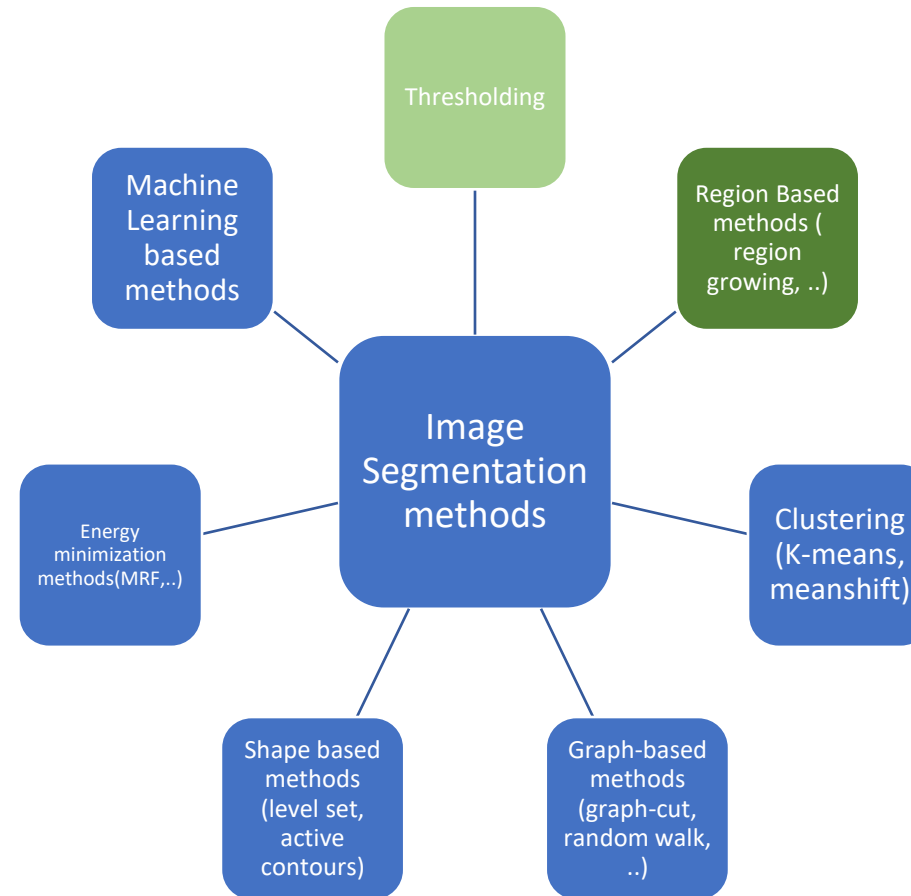 Thresholding
Machine
Learning
based
methods
Region Based
methods (
region
growing, ..)
Image
Segmentation
methods
Energy
minimization
methods(MRF,..)
Clustering
(K-means,
meanshift)
Shape based
methods
(level set,
active
contours)
Graph-based
methods
(graph-cut,
random walk,
..)